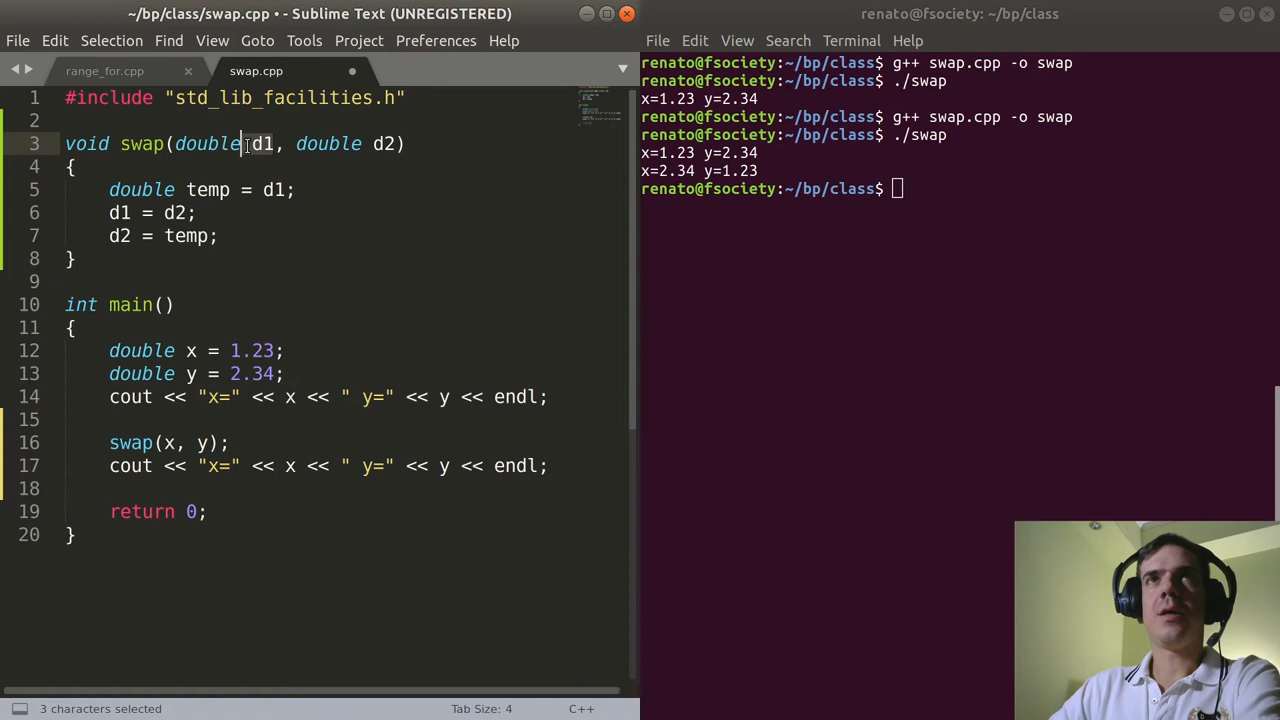 ~/bp/class/swap.cpp • - Sublime Text (UNREGISTERED)
File Edit Selection Find View Goto Tools Project Preferences Help
range_for.cpp swap.cpp
1 #include "std_lib_facilities.h"
2
3 void swap(double d1, double d2)
4 {
5 double temp = d1;
6 d1 = d2;
7 d2 = temp;
8 }
9
10 int main()
11 {
12 double x = 1.23;
13 double y = 2.34;
14 cout << "x=" << x << " y=" << y << endl;
15
16 swap(x, y);
17 cout << "x=" << x << " y=" << y << endl;
18
19 return 0;
20 }
3 characters selected Tab Size: 4 C++
renato@fsociety: ~/bp/class
File Edit View Search Terminal Help
renato@fsociety:~/bp/class$ g++ swap.cpp -o swap
renato@fsociety:~/bp/class$ ./swap
x=1.23 y=2.34
renato@fsociety:~/bp/class$ g++ swap.cpp -o swap
renato@fsociety:~/bp/class$ ./swap
x=1.23 y=2.34
x=2.34 y=1.23
renato@fsociety:~/bp/class$